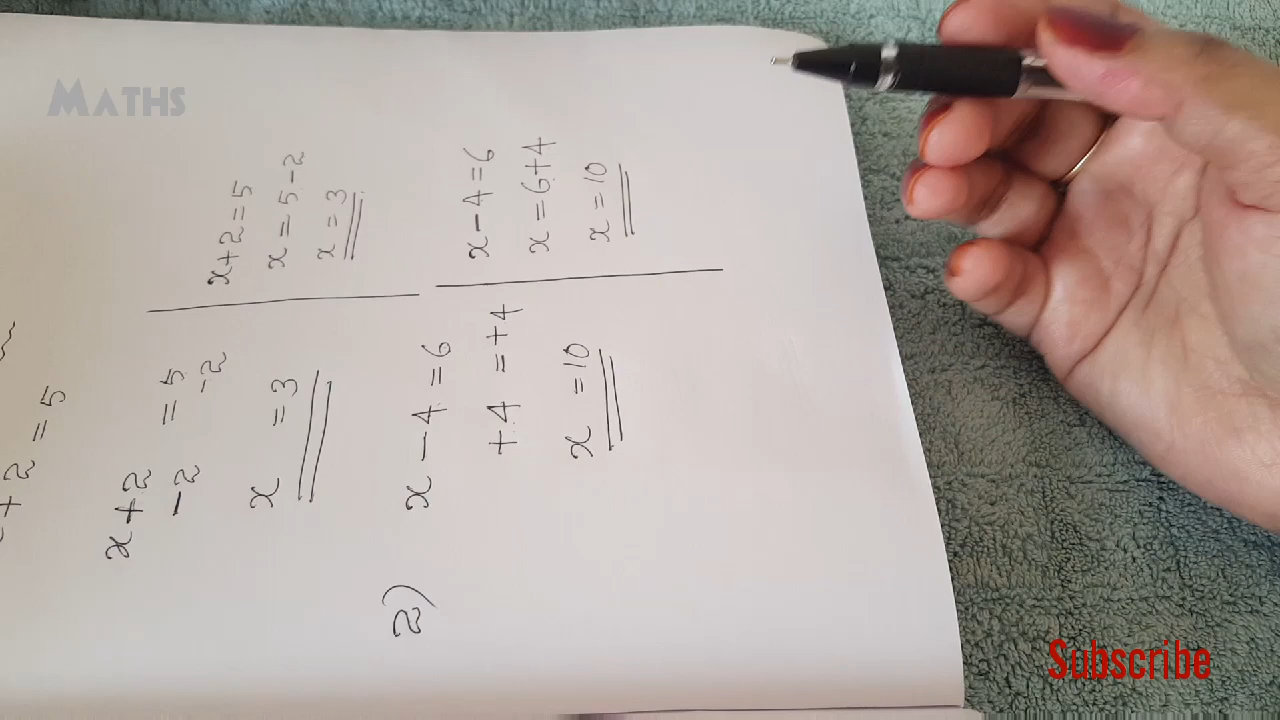 Maths
x+2=5
x+2 =5
-2 -2
x =3
x+2=5
x=5-2
x=3
2) x-4=6
+4 =+4
x =10
x-4=6
x=6+4
x=10
Subscribe